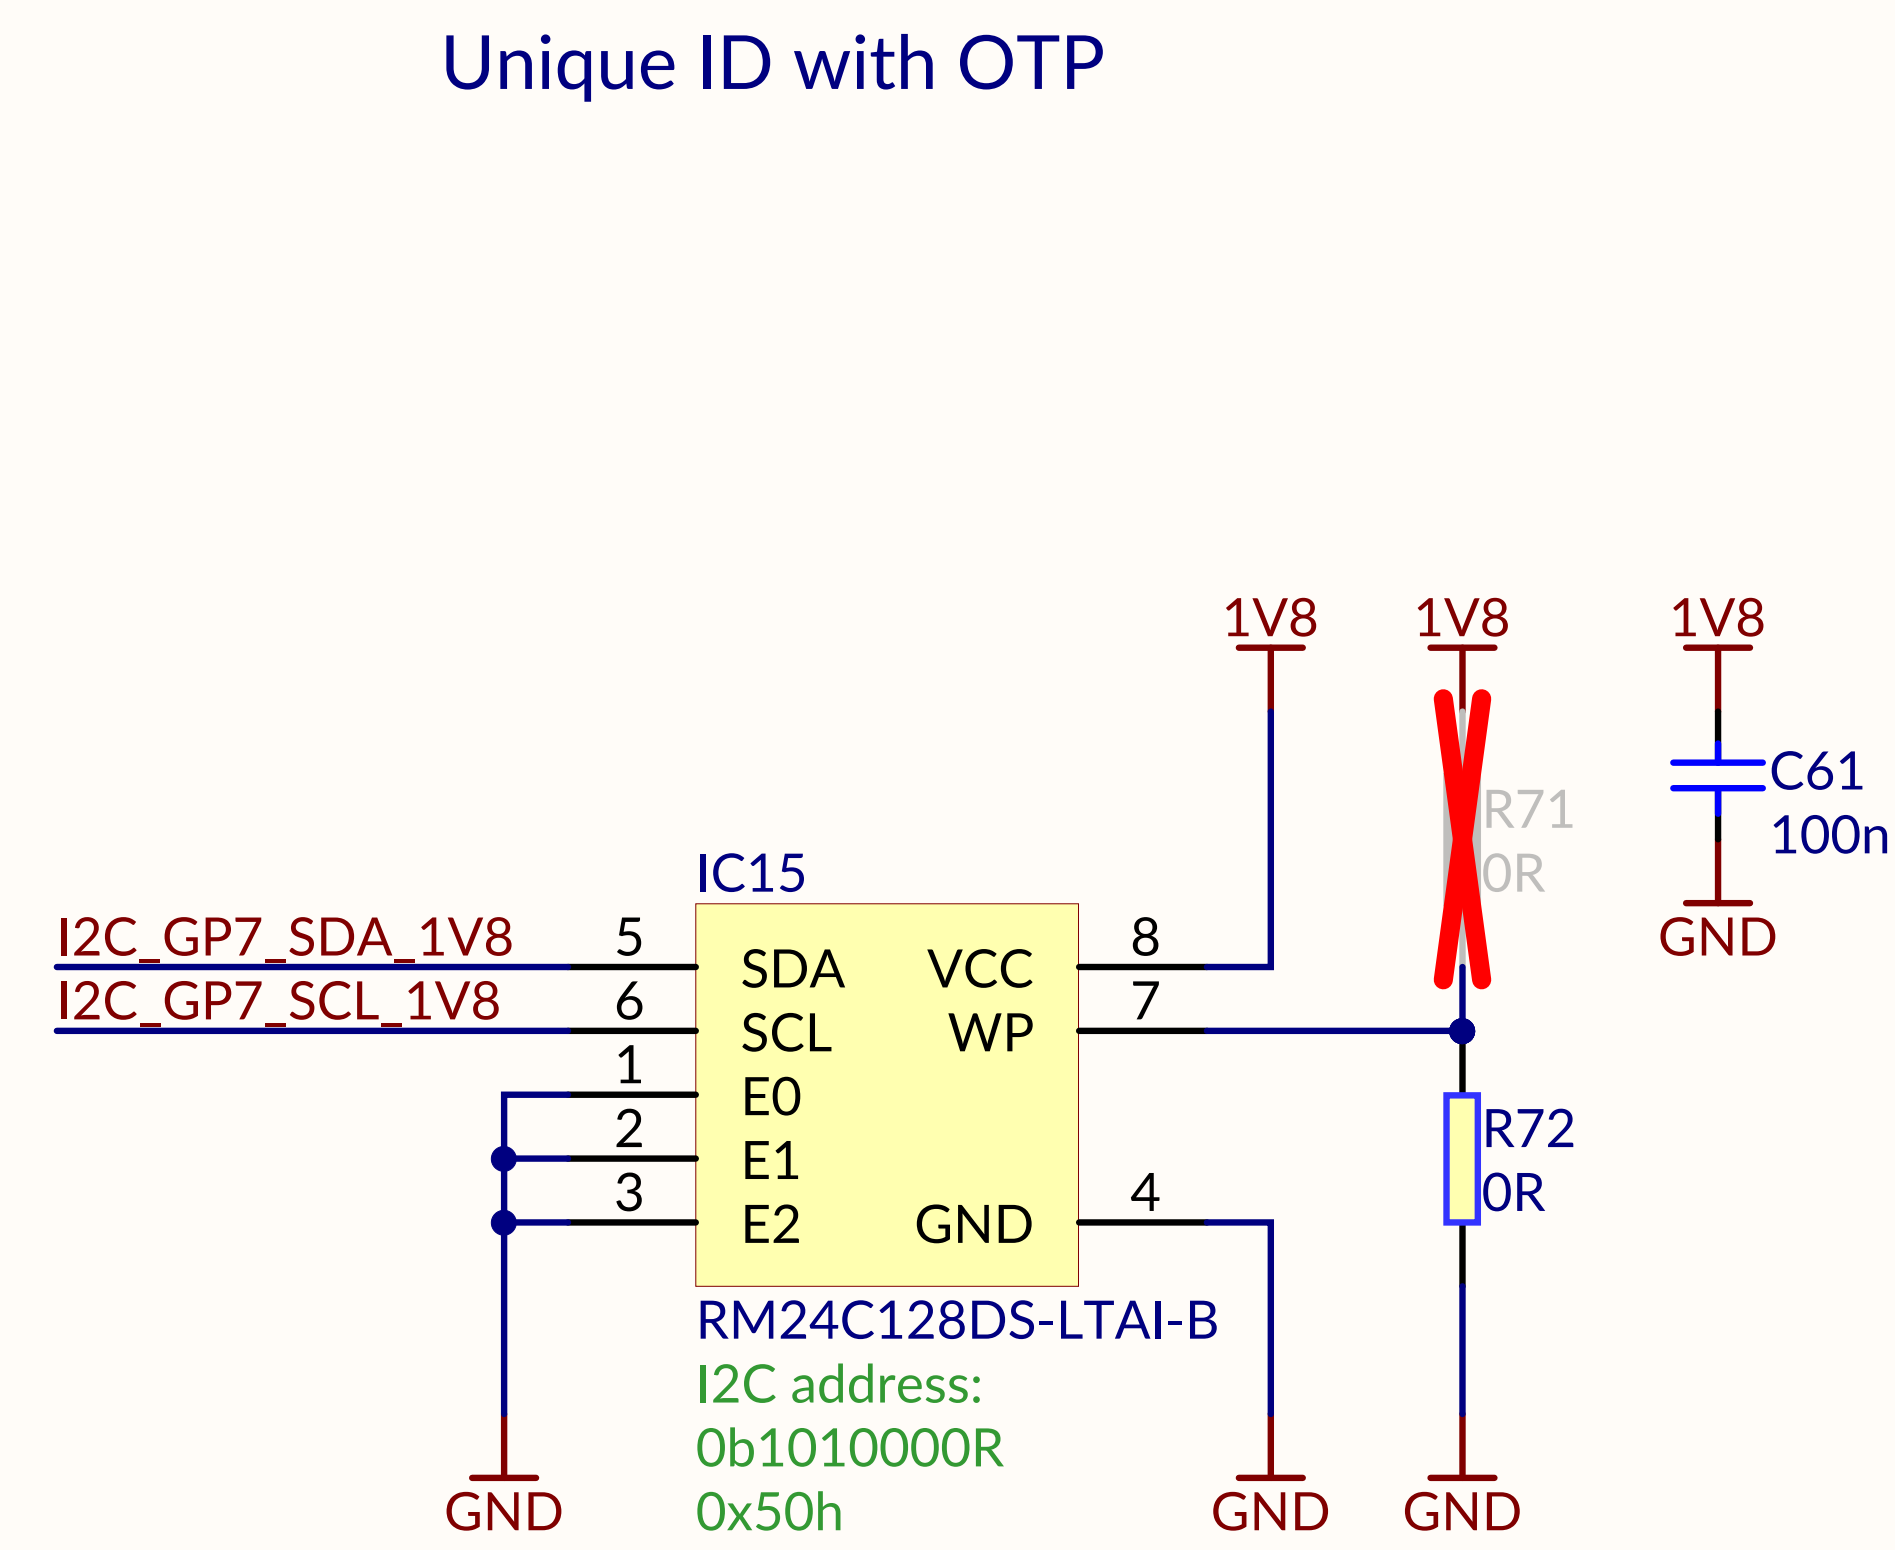 Unique ID with OTP
1V8
1V8
1V8
R71
0R
C61
100n
GND
IC15
I2C_GP7_SDA_1V8
5
SDA
VCC
8
I2C_GP7_SCL_1V8
6
SCL
WP
7
1
E0
2
E1
3
E2
GND
4
R72
0R
RM24C128DS-LTAI-B
I2C address:
0b1010000R
0x50h
GND
GND
GND